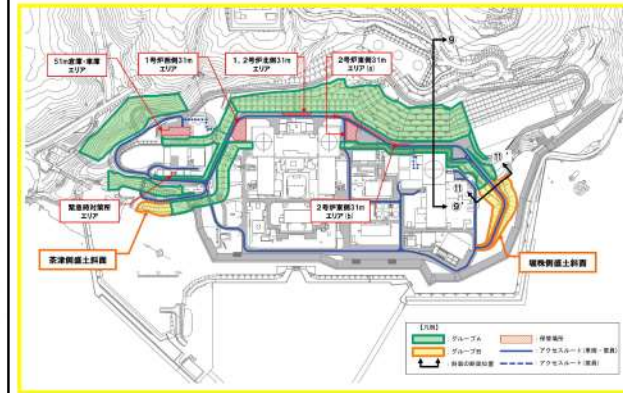 51m倉庫・車庫
エリア
1号炉西側31m
エリア
1、2号炉北側31m
エリア
2号炉東側31m
エリア(a)
9
11'
11
9'
緊急時対策所
エリア
2号炉東側31m
エリア(b)
茶津側盛土斜面
堀株側盛土斜面
【凡例】
:グループA
:グループB
:斜面の断面位置
:保管場所
:アクセスルート(車両・要員)
:アクセスルート(要員)